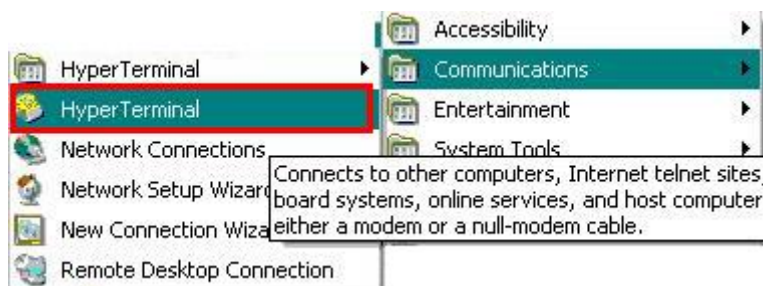 Accessibility
Communications
Entertainment
System Tools
HyperTerminal
HyperTerminal
Network Connections
Network Setup Wizard
New Connection Wiza
Remote Desktop Connection
Connects to other computers, Internet telnet sites,
board systems, online services, and host computer
either a modem or a null-modem cable.